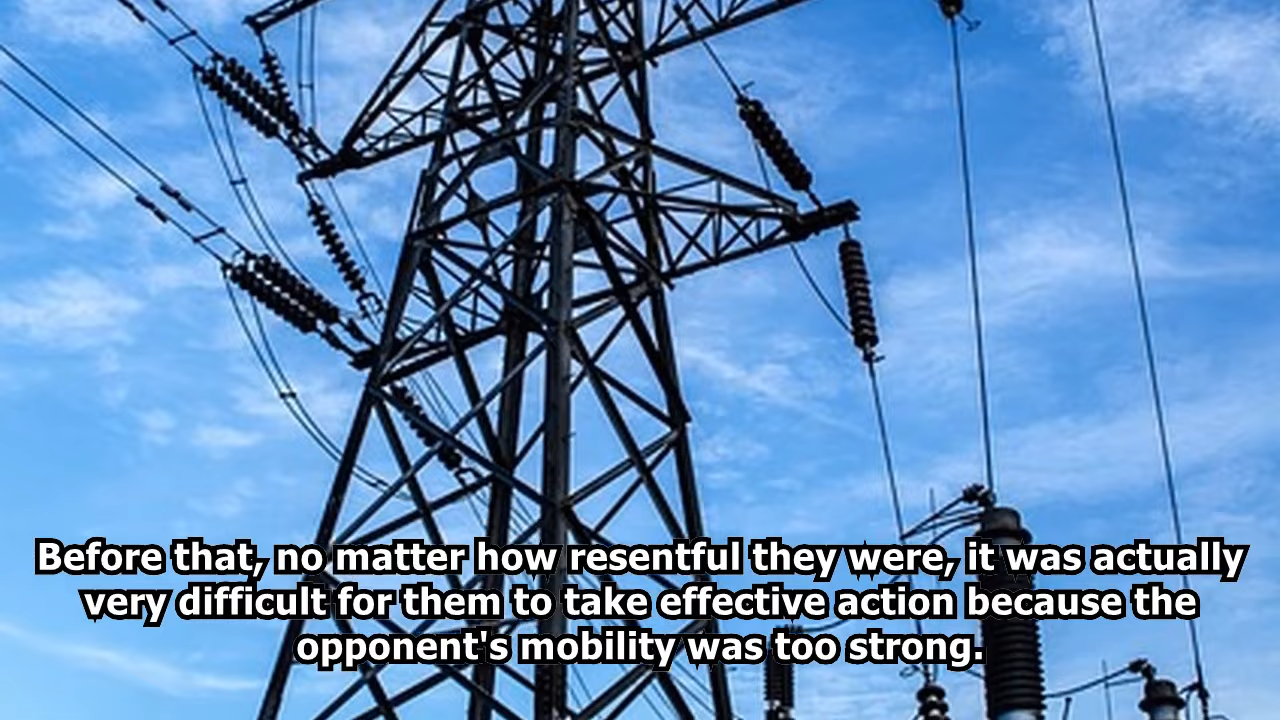 Before that, no matter how resentful they were, it was actually
very difficult for them to take effective action because the
opponent's mobility was too strong.